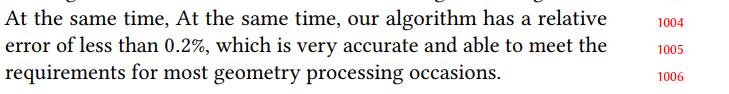 At the same time, At the same time, our algorithm has a relative 1004
error of less than 0.2%, which is very accurate and able to meet the 1005
requirements for most geometry processing occasions. 1006